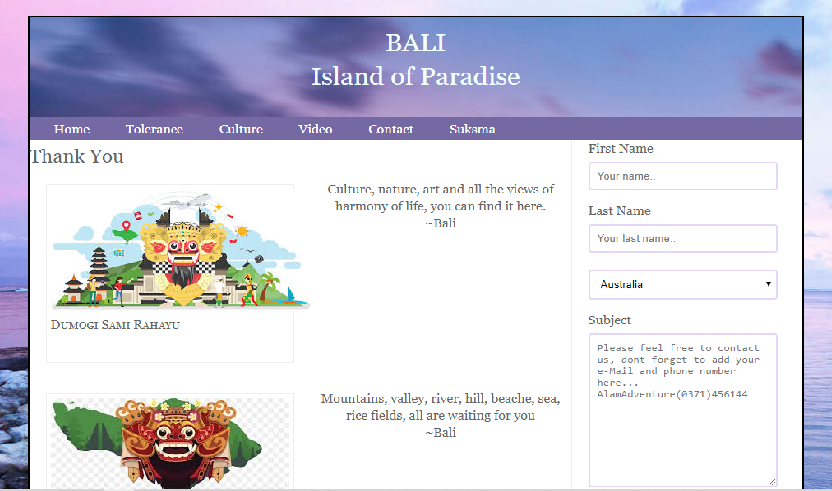 BALI
Island of Paradise
Home Tolerance Culture Video Contact Suksma
Thank You
Culture, nature, art and all the views of
harmony of life, you can find it here.
~Bali
Dumogi Sami Rahayu
Mountains, valley, river, hill, beache, sea,
rice fields, all are waiting for you
~Bali
First Name
Your name..
Last Name
Your last name..
Australia
Subject
Please feel free to contact
us, dont forget to add your
e-Mail and phone number
here...
AlamAdventure(0371)456144